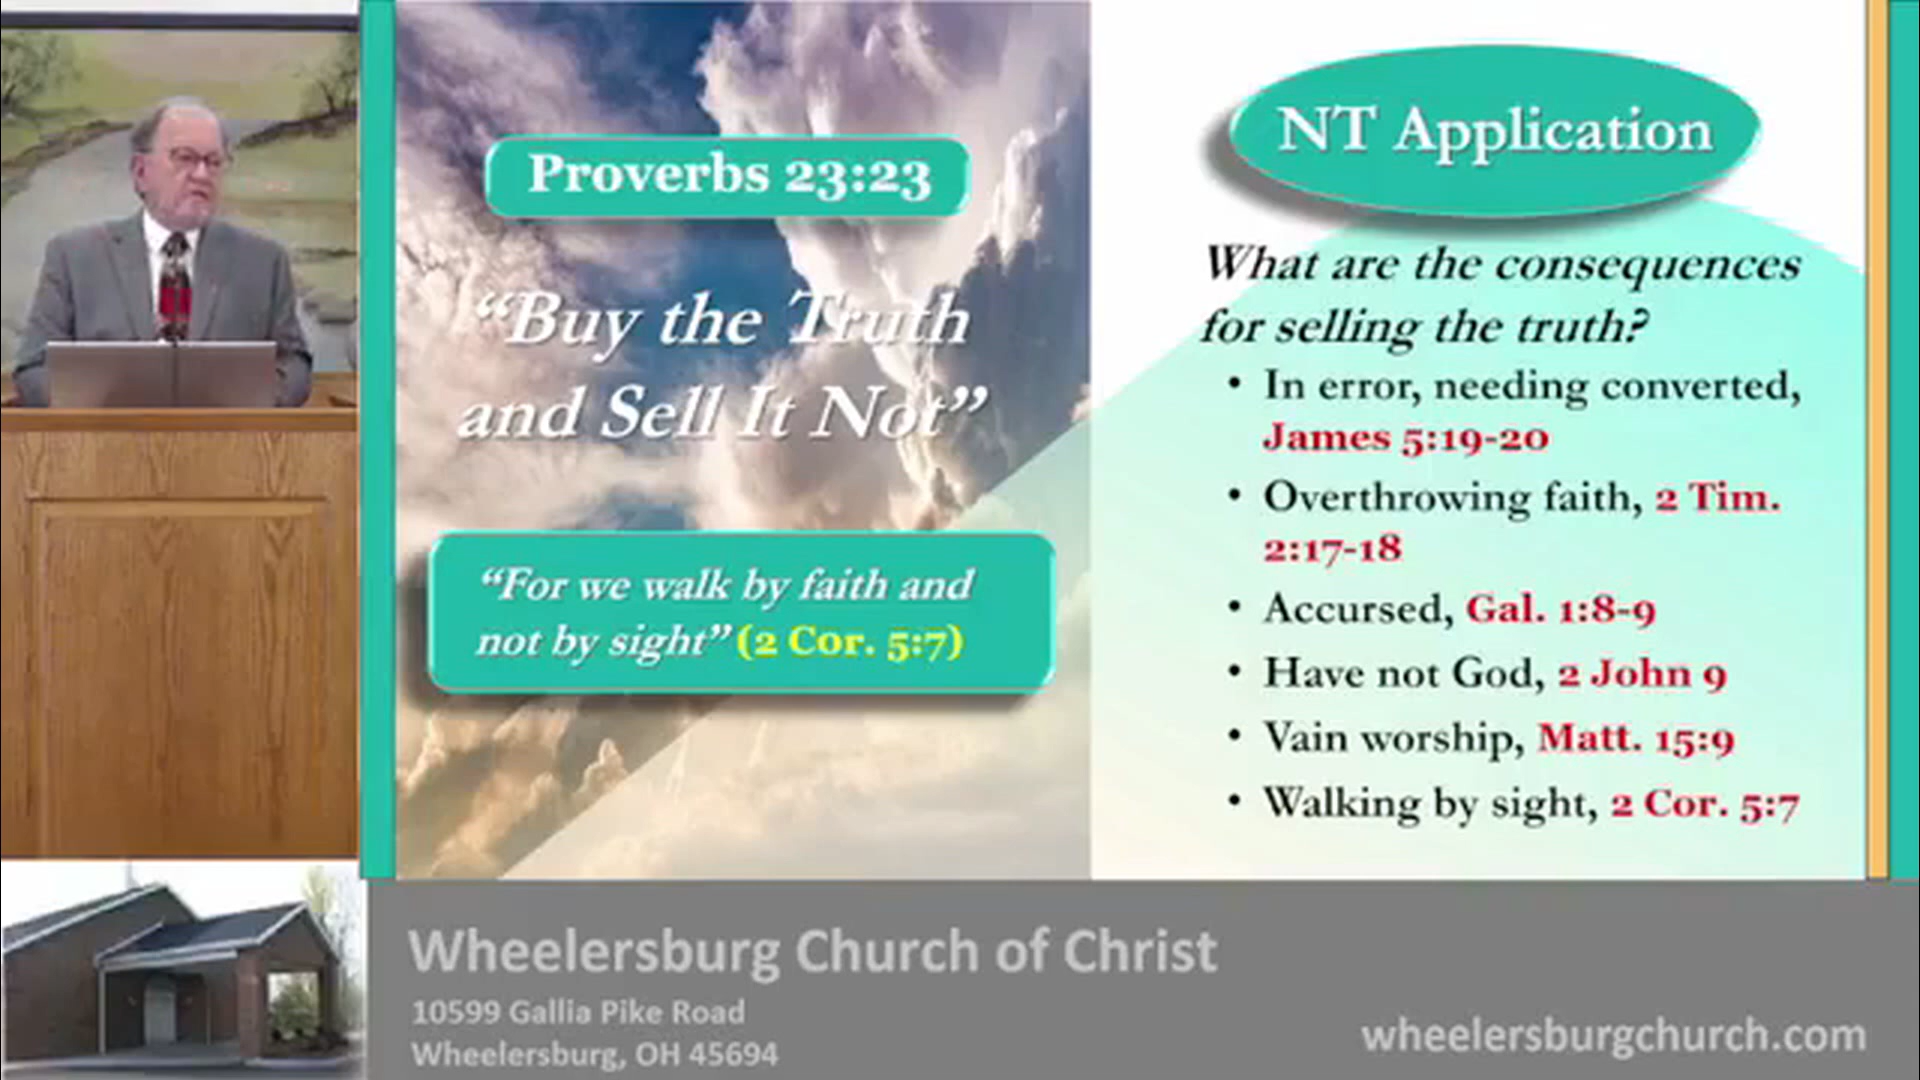 Proverbs 23:23
“Buy the Truth
and Sell It Not”
“For we walk by faith and
not by sight” (2 Cor. 5:7)
NT Application
What are the consequences
for selling the truth?
• In error, needing converted,
James 5:19-20
• Overthrowing faith, 2 Tim.
2:17-18
• Accursed, Gal. 1:8-9
• Have not God, 2 John 9
• Vain worship, Matt. 15:9
• Walking by sight, 2 Cor. 5:7
Wheelersburg Church of Christ
10599 Gallia Pike Road
Wheelersburg, OH 45694
wheelersburgchurch.com